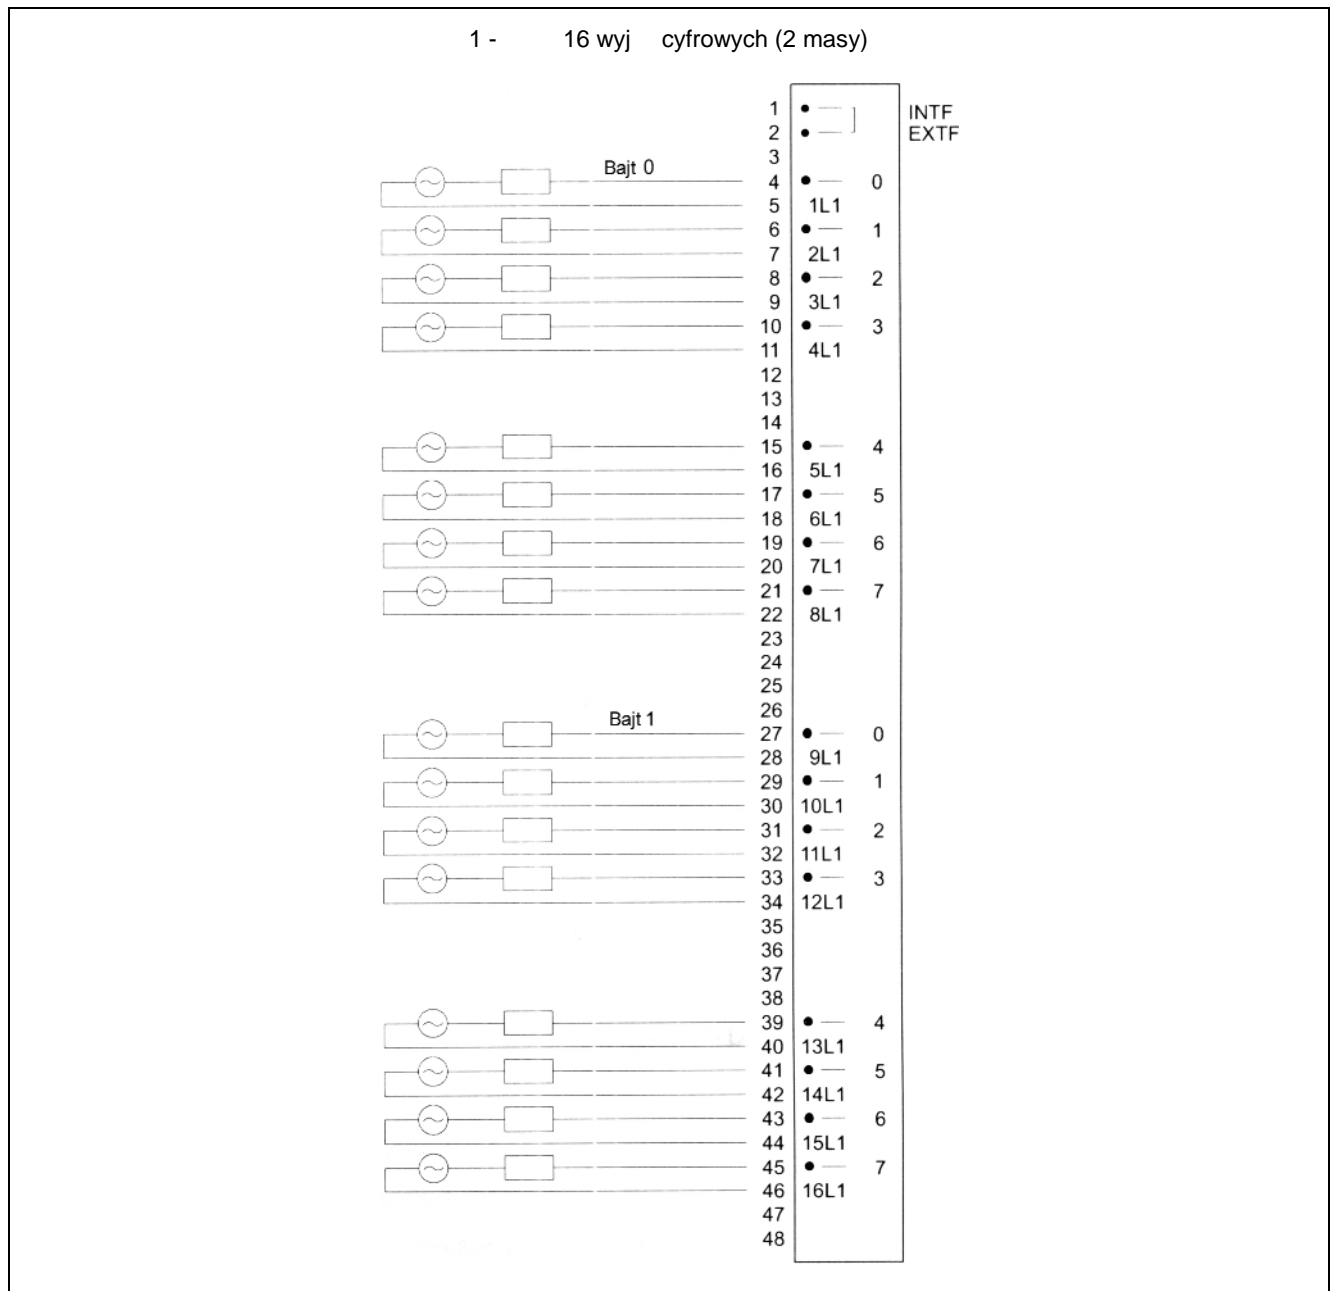 1 - 16 wyj cyfrowych (2 masy)
1 INTF
2 EXTF
3
Bajt 0
4 0
5 1L1
6 1
7 2L1
8 2
9 3L1
10 3
11 4L1
12
13
14
15 4
16 5L1
17 5
18 6L1
19 6
20 7L1
21 7
22 8L1
23
24
25
26
Bajt 1
27 0
28 9L1
29 1
30 10L1
31 2
32 11L1
33 3
34 12L1
35
36
37
38
39 4
40 13L1
41 5
42 14L1
43 6
44 15L1
45 7
46 16L1
47
48